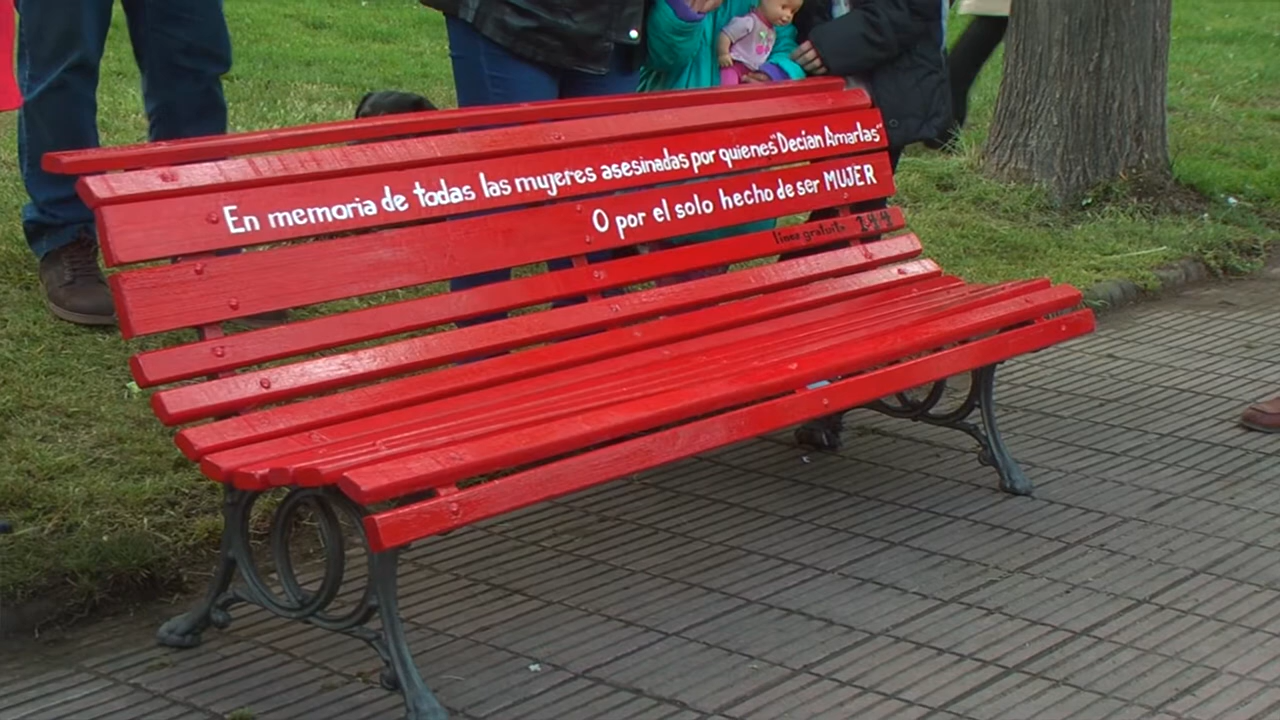 En memoria de todas las mujeres asesinadas por quienes "Decían Amarlas"
O por el solo hecho de ser MUJER
línea gratuita 144